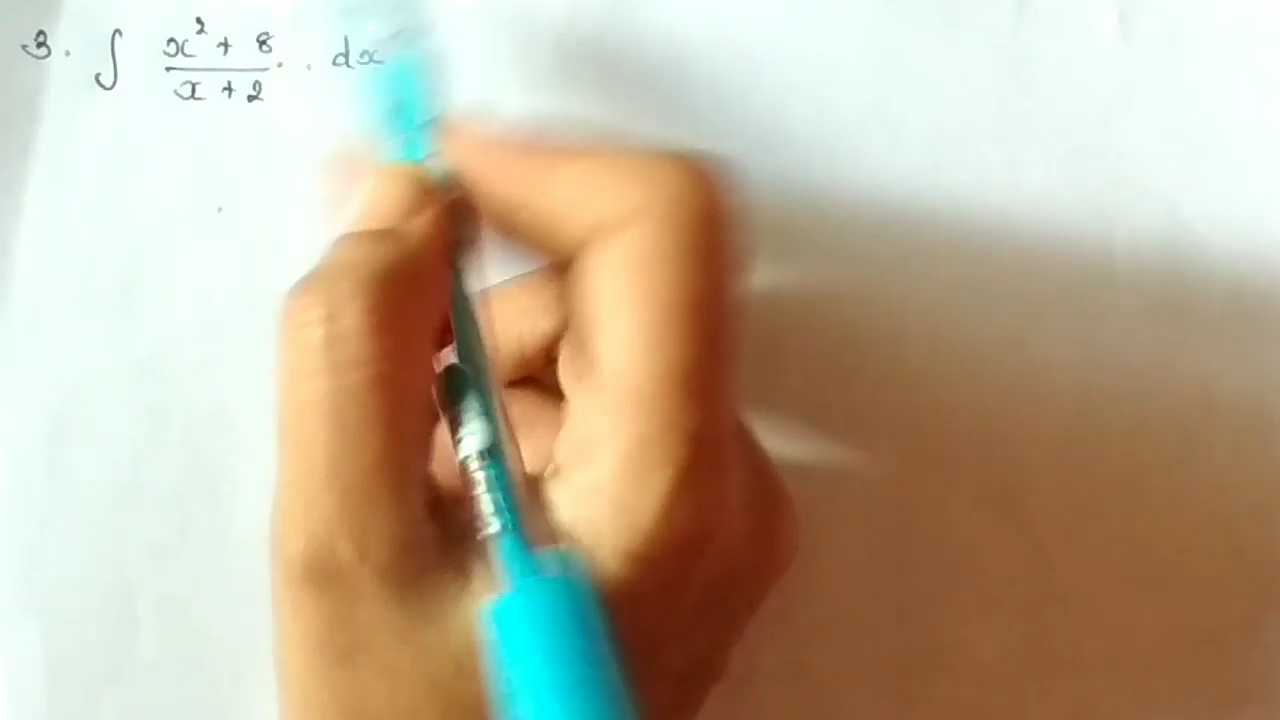 3. ∫ (x² + 8)/(x + 2) . . dx